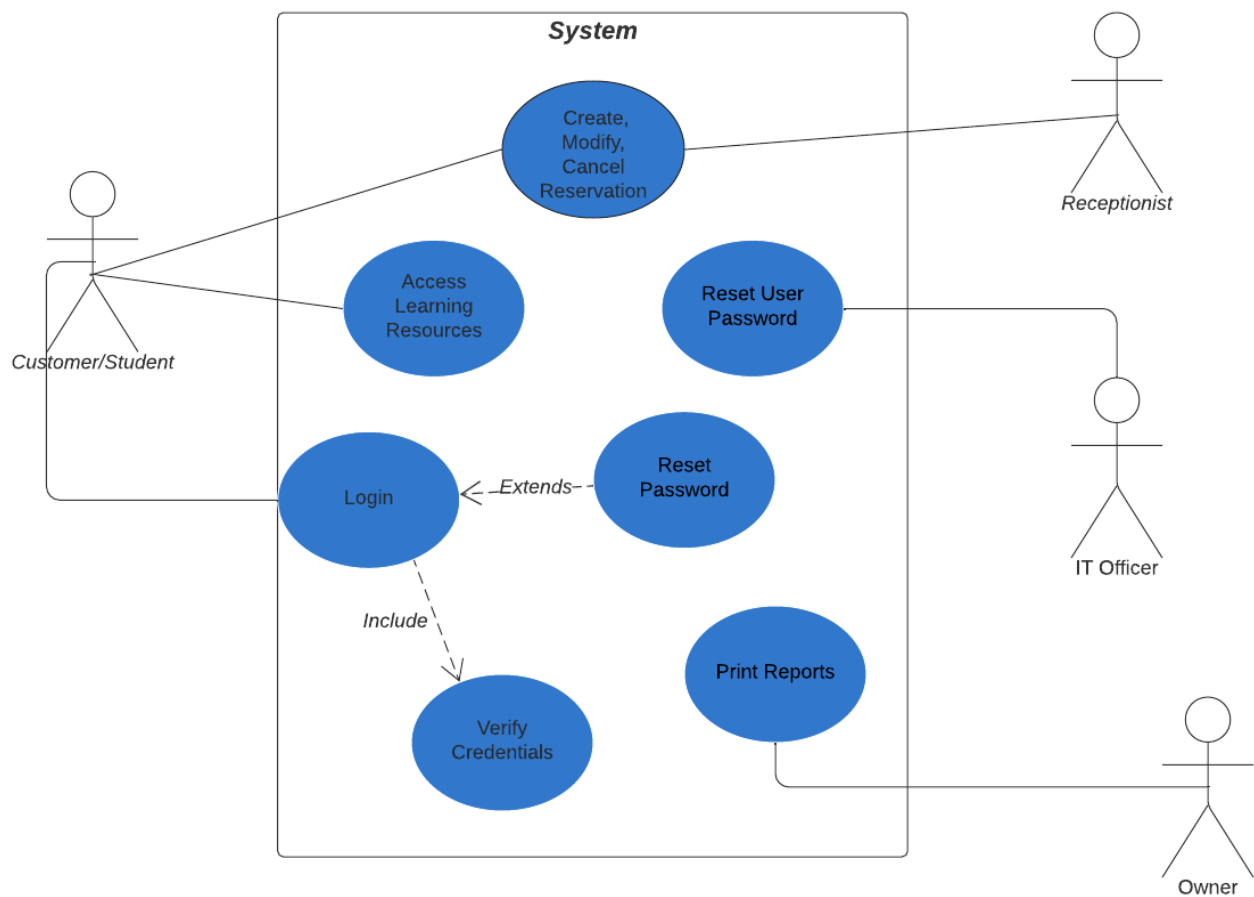 System
Create,
Modify,
Cancel
Reservation
Receptionist
Access
Learning
Resources
Reset User
Password
Customer/Student
Login
Extends
Reset
Password
IT Officer
Include
Print Reports
Verify
Credentials
Owner